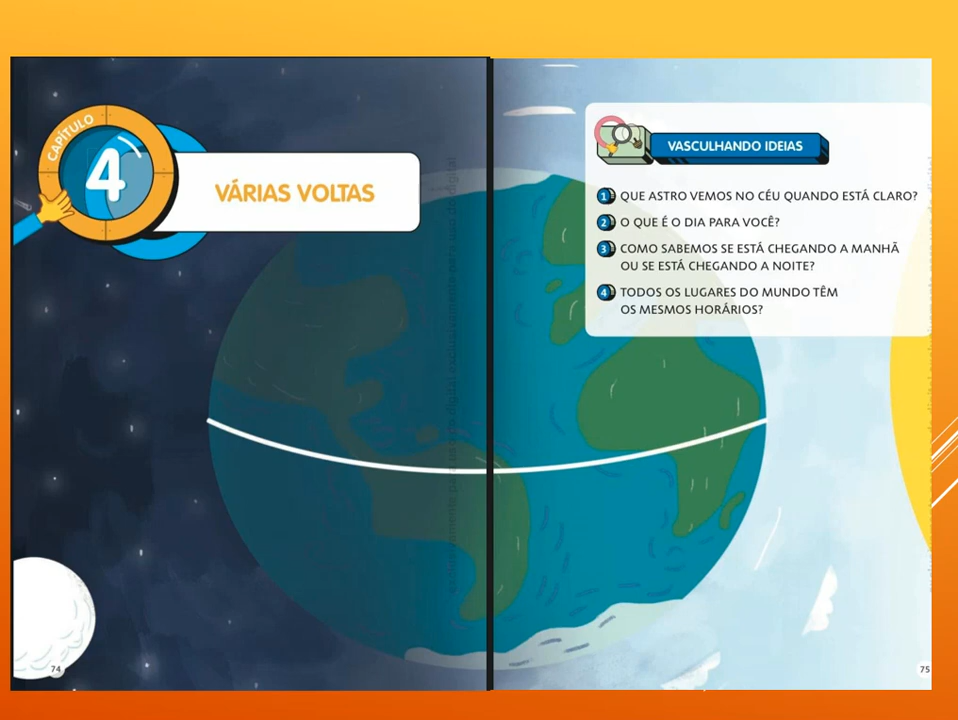 CAPÍTULO
4
VÁRIAS VOLTAS
74
VASCULHANDO IDEIAS
1 QUE ASTRO VEMOS NO CÉU QUANDO ESTÁ CLARO?
2 O QUE É O DIA PARA VOCÊ?
3 COMO SABEMOS SE ESTÁ CHEGANDO A MANHÃ
OU SE ESTÁ CHEGANDO A NOITE?
4 TODOS OS LUGARES DO MUNDO TÊM
OS MESMOS HORÁRIOS?
75